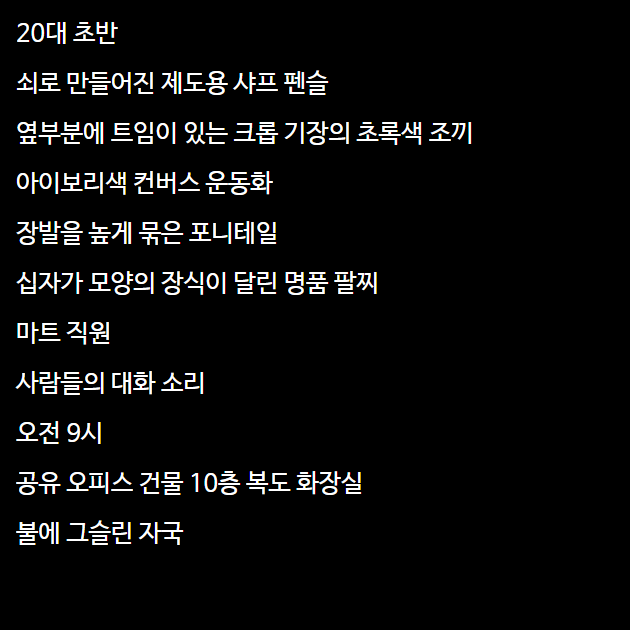 20대 초반
쇠로 만들어진 제도용 샤프 펜슬
옆부분에 트임이 있는 크롭 기장의 초록색 조끼
아이보리색 컨버스 운동화
장발을 높게 묶은 포니테일
십자가 모양의 장식이 달린 명품 팔찌
마트 직원
사람들의 대화 소리
오전 9시
공유 오피스 건물 10층 복도 화장실
불에 그슬린 자국